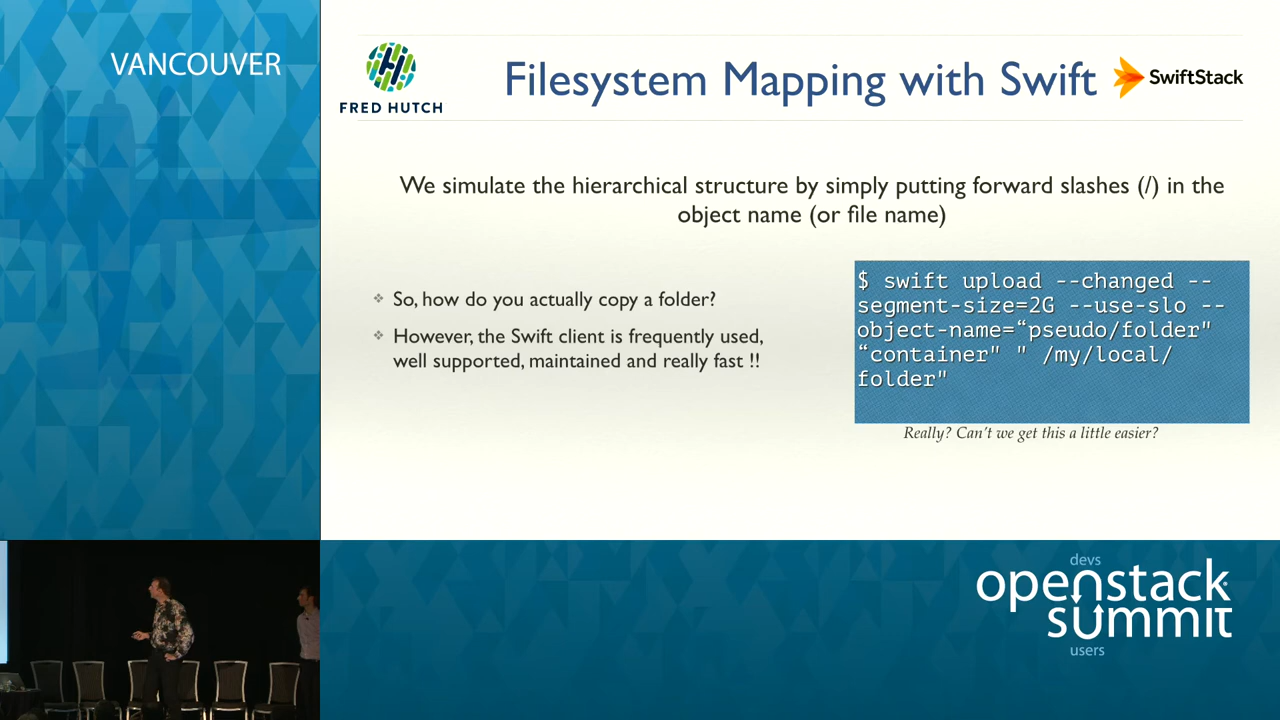 VANCOUVER
FRED HUTCH
Filesystem Mapping with Swift
SwiftStack
We simulate the hierarchical structure by simply putting forward slashes (/) in the
object name (or file name)
So, how do you actually copy a folder?
However, the Swift client is frequently used,
well supported, maintained and really fast !!
$ swift upload --changed --
segment-size=2G --use-slo --
object-name=“pseudo/folder"
“container" " /my/local/
folder"
Really? Can’t we get this a little easier?
devs
openstack
summit
users